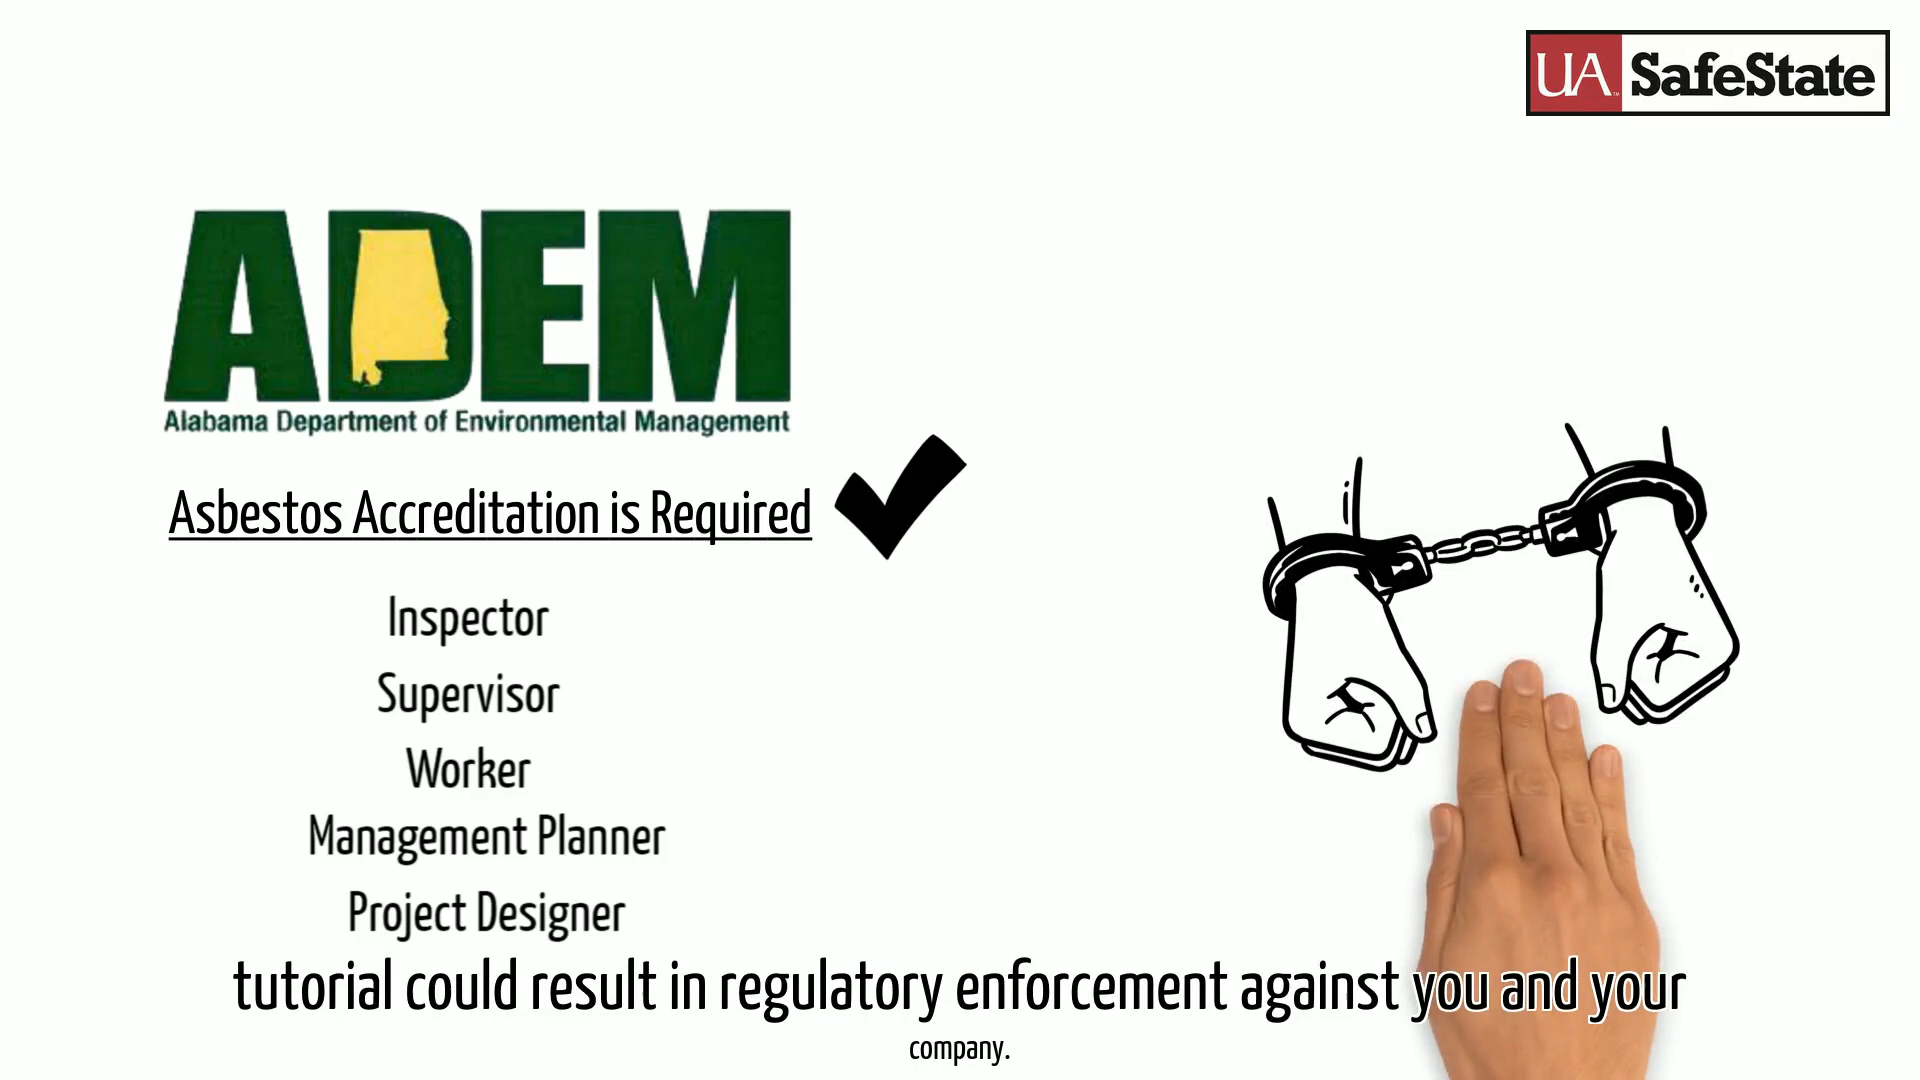 UA SafeState
ADEM
Alabama Department of Environmental Management
Asbestos Accreditation is Required
Inspector
Supervisor
Worker
Management Planner
Project Designer
tutorial could result in regulatory enforcement against you and your
company.